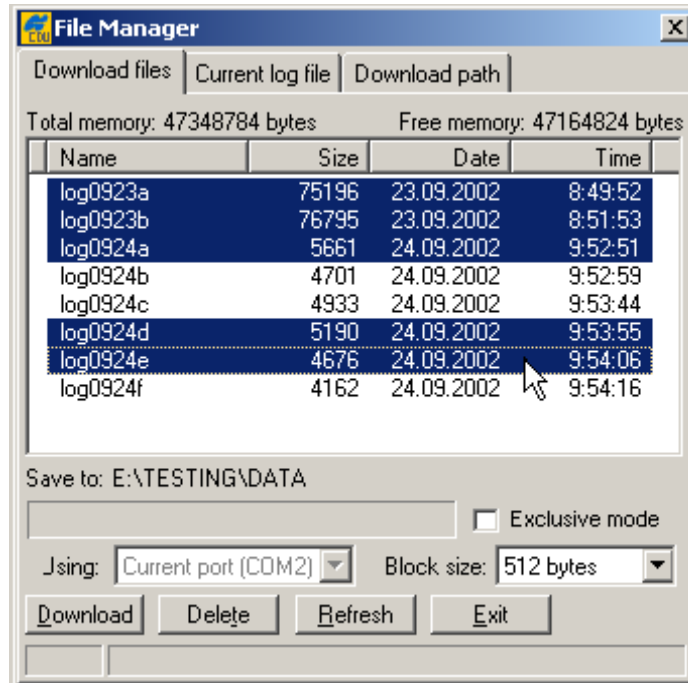 CDU File Manager X
Download files Current log file Download path
Total memory: 47348784 bytes Free memory: 47164824 bytes
Name Size Date Time
log0923a 75196 23.09.2002 8:49:52
log0923b 76795 23.09.2002 8:51:53
log0924a 5661 24.09.2002 9:52:51
log0924b 4701 24.09.2002 9:52:59
log0924c 4933 24.09.2002 9:53:44
log0924d 5190 24.09.2002 9:53:55
log0924e 4676 24.09.2002 9:54:06
log0924f 4162 24.09.2002 9:54:16
Save to: E:\TESTING\DATA
Exclusive mode
Jsing: Current port (COM2) Block size: 512 bytes
Download Delete Refresh Exit